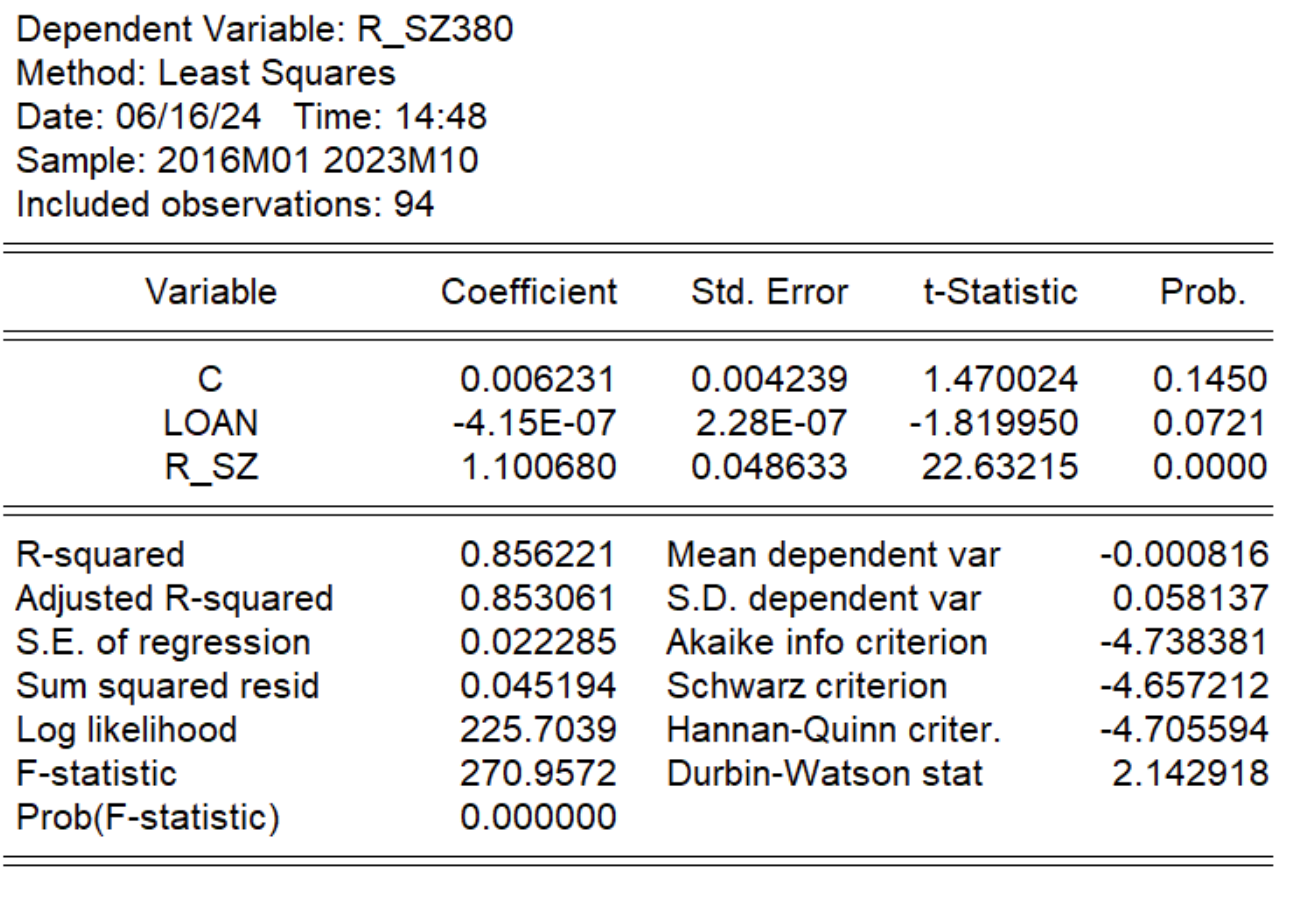 Dependent Variable: R_SZ380
Method: Least Squares
Date: 06/16/24 Time: 14:48
Sample: 2016M01 2023M10
Included observations: 94
Variable Coefficient Std. Error t-Statistic Prob.
C 0.006231 0.004239 1.470024 0.1450
LOAN -4.15E-07 2.28E-07 -1.819950 0.0721
R_SZ 1.100680 0.048633 22.63215 0.0000
R-squared 0.856221 Mean dependent var -0.000816
Adjusted R-squared 0.853061 S.D. dependent var 0.058137
S.E. of regression 0.022285 Akaike info criterion -4.738381
Sum squared resid 0.045194 Schwarz criterion -4.657212
Log likelihood 225.7039 Hannan-Quinn criter. -4.705594
F-statistic 270.9572 Durbin-Watson stat 2.142918
Prob(F-statistic) 0.000000